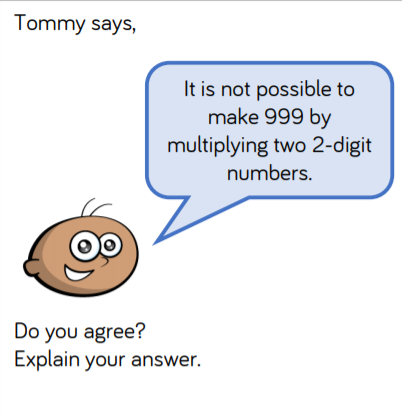 Tommy says,
It is not possible to
make 999 by
multiplying two 2-digit
numbers.
Do you agree?
Explain your answer.